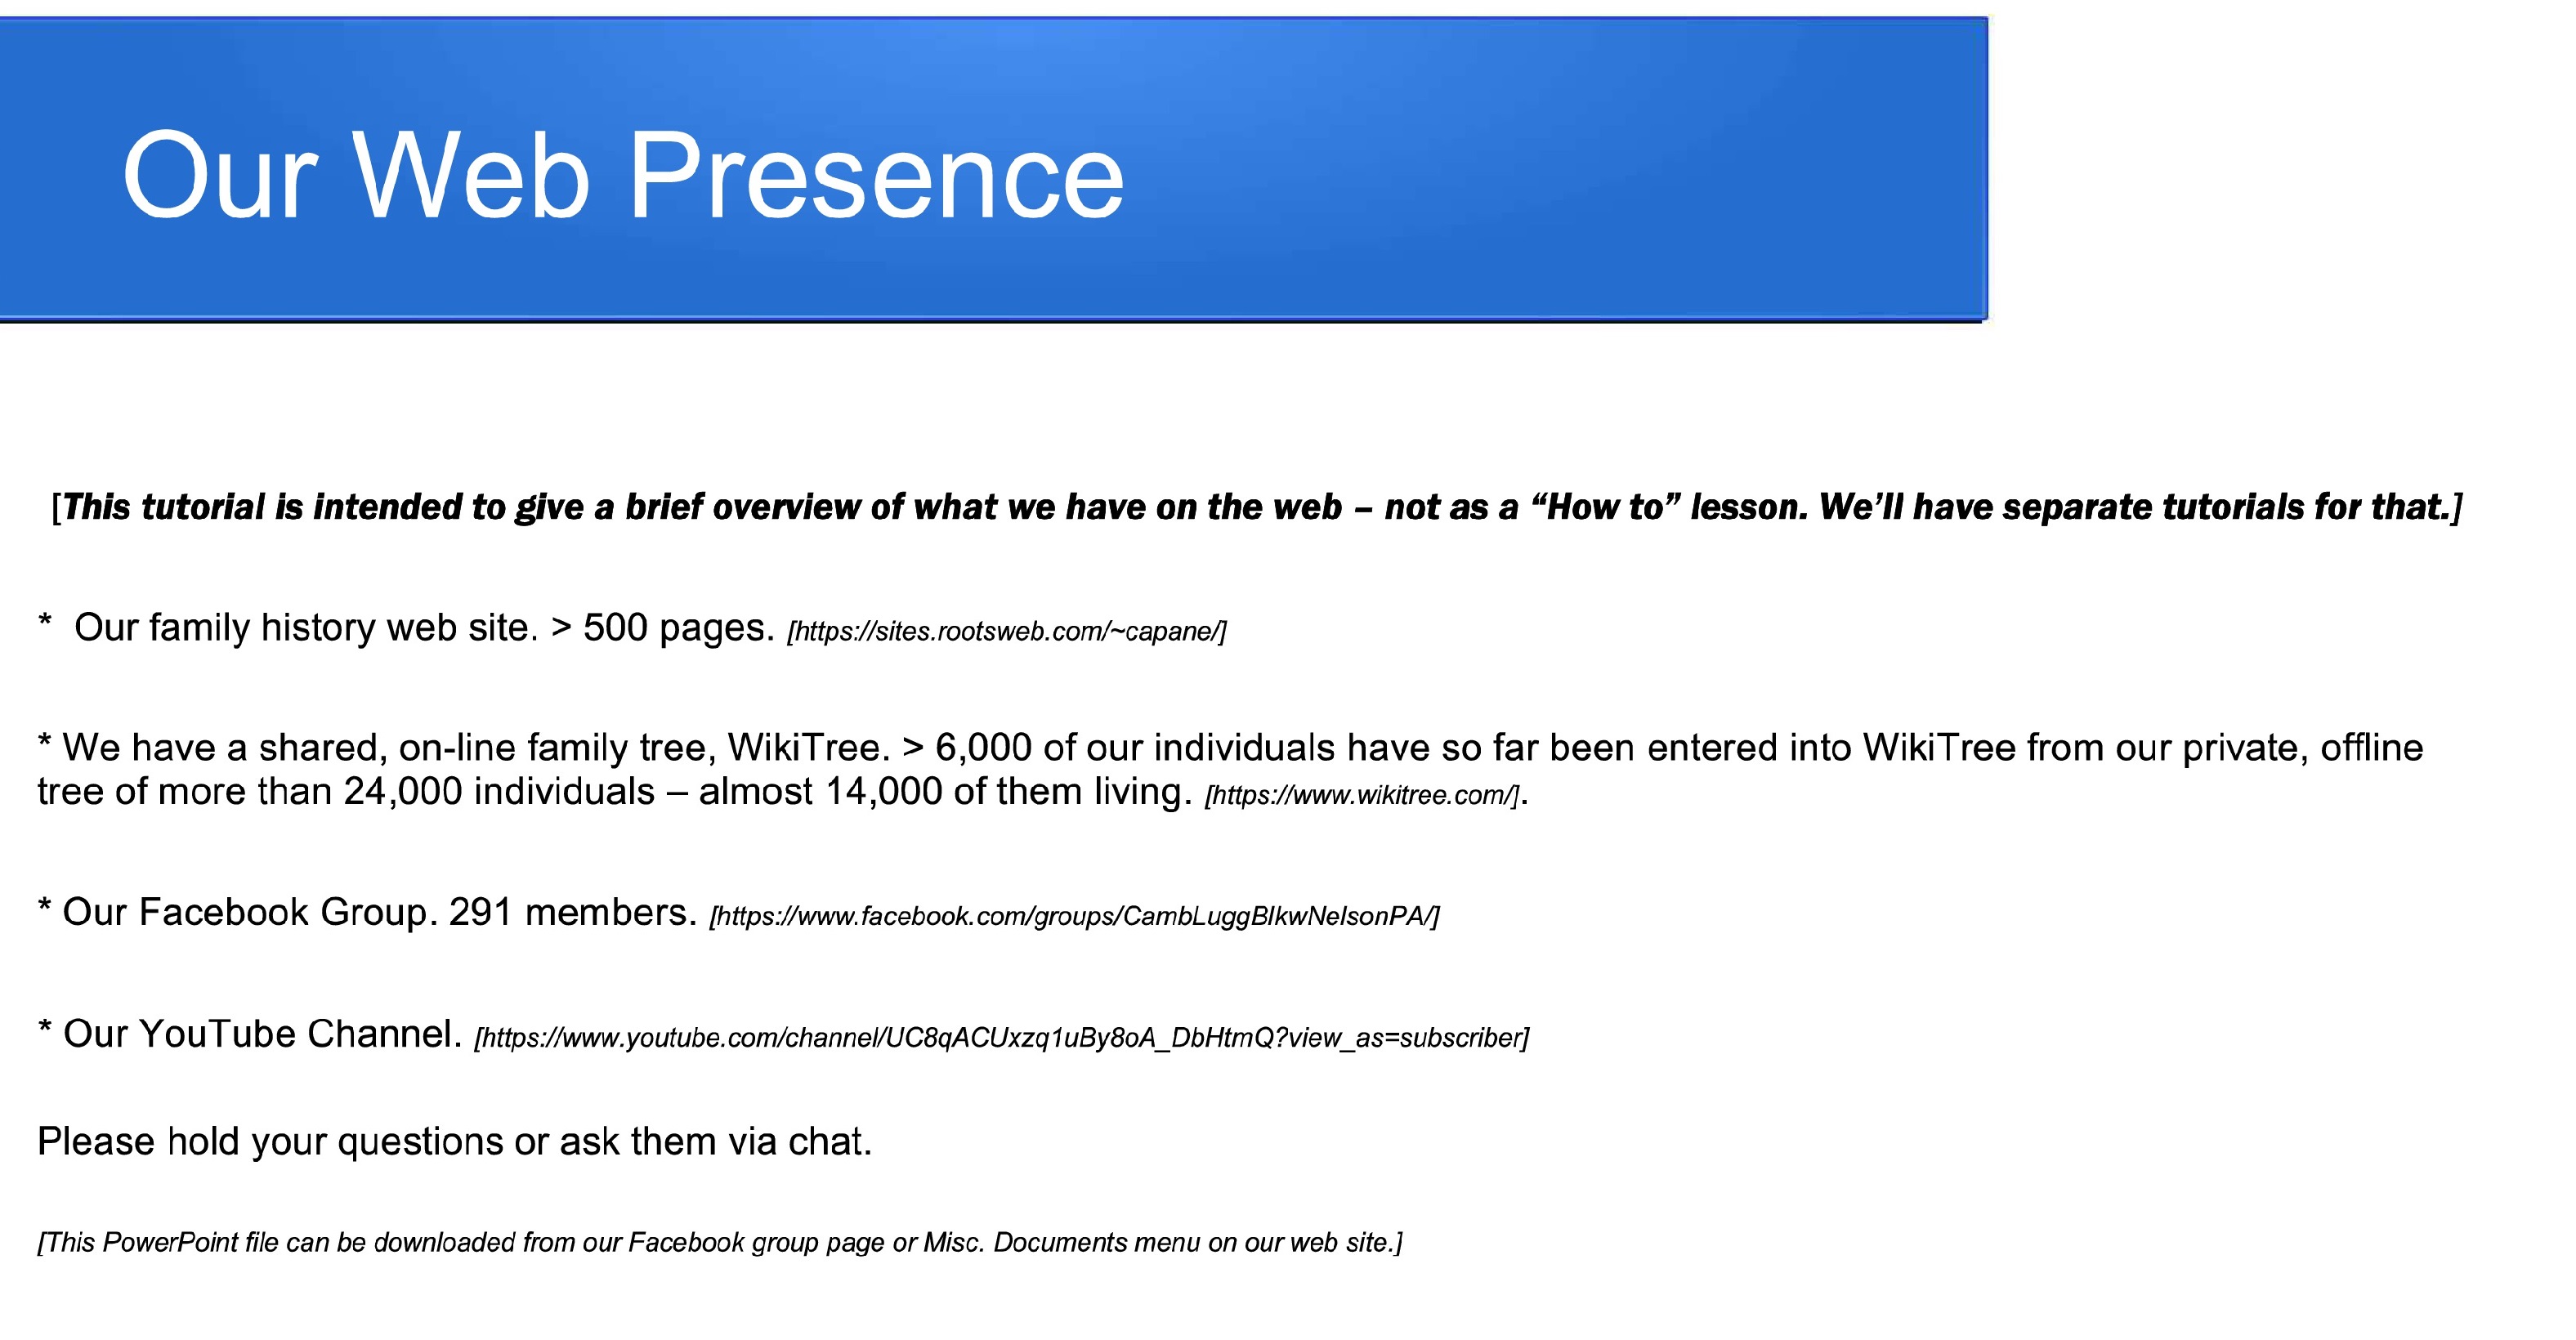 Our Web Presence
[This tutorial is intended to give a brief overview of what we have on the web – not as a “How to” lesson. We’ll have separate tutorials for that.]
* Our family history web site. > 500 pages. [https://sites.rootsweb.com/~capane/]
* We have a shared, on-line family tree, WikiTree. > 6,000 of our individuals have so far been entered into WikiTree from our private, offline
tree of more than 24,000 individuals – almost 14,000 of them living. [https://www.wikitree.com/].
* Our Facebook Group. 291 members. [https://www.facebook.com/groups/CambLuggBlkwNelsonPA/]
* Our YouTube Channel. [https://www.youtube.com/channel/UC8qACUxzq1uBy8oA_DbHtmQ?view_as=subscriber]
Please hold your questions or ask them via chat.
[This PowerPoint file can be downloaded from our Facebook group page or Misc. Documents menu on our web site.]